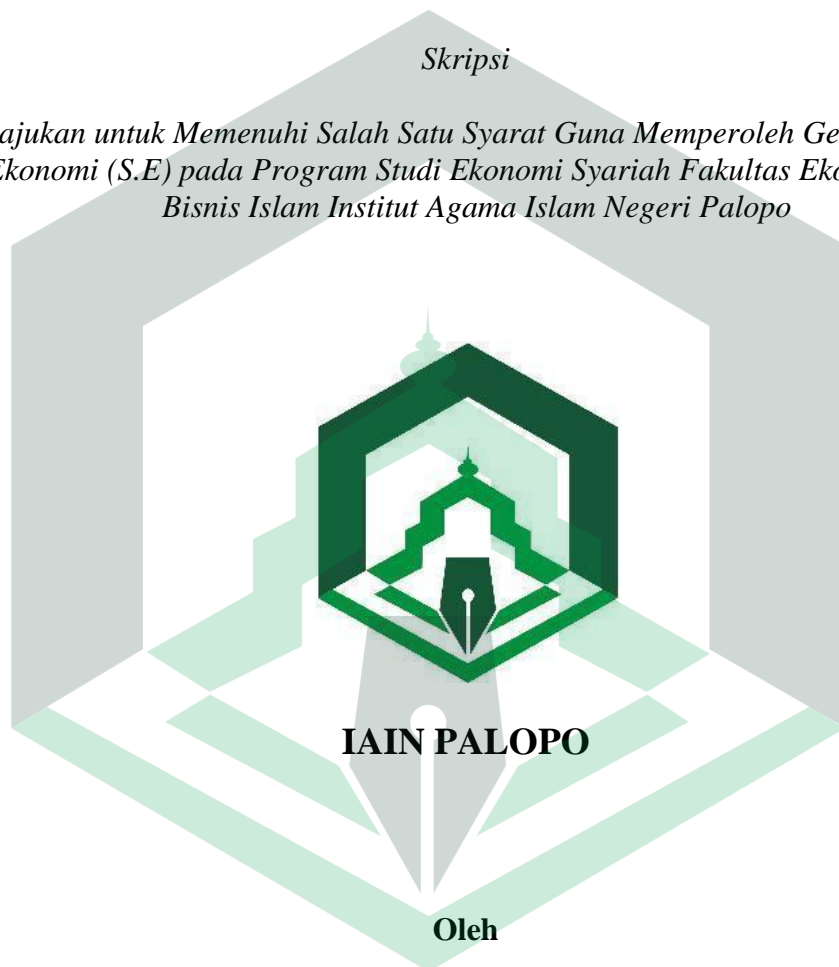 Skripsi
ajukan untuk Memenuhi Salah Satu Syarat Guna Memperoleh Ge
Ekonomi (S.E) pada Program Studi Ekonomi Syariah Fakultas Eko
Bisnis Islam Institut Agama Islam Negeri Palopo
IAIN PALOPO
Oleh